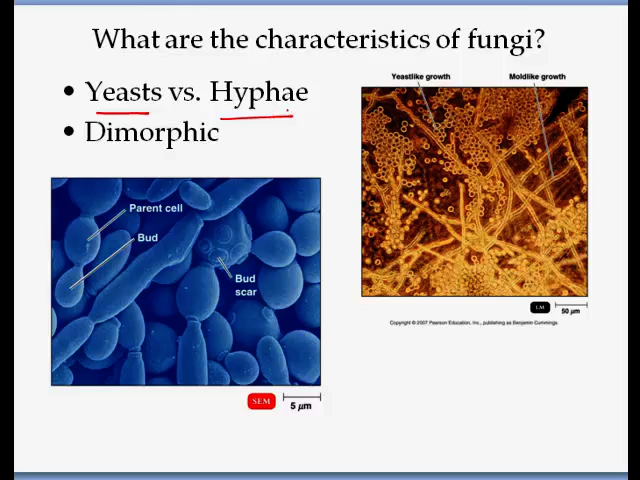 What are the characteristics of fungi?
• Yeasts vs. Hyphae
• Dimorphic
Yeastlike growth
Moldlike growth
Parent cell
Bud
Bud
scar
SEM
5 µm
LM
50 µm
Copyright © 2007 Pearson Education, Inc., publishing as Benjamin Cummings.